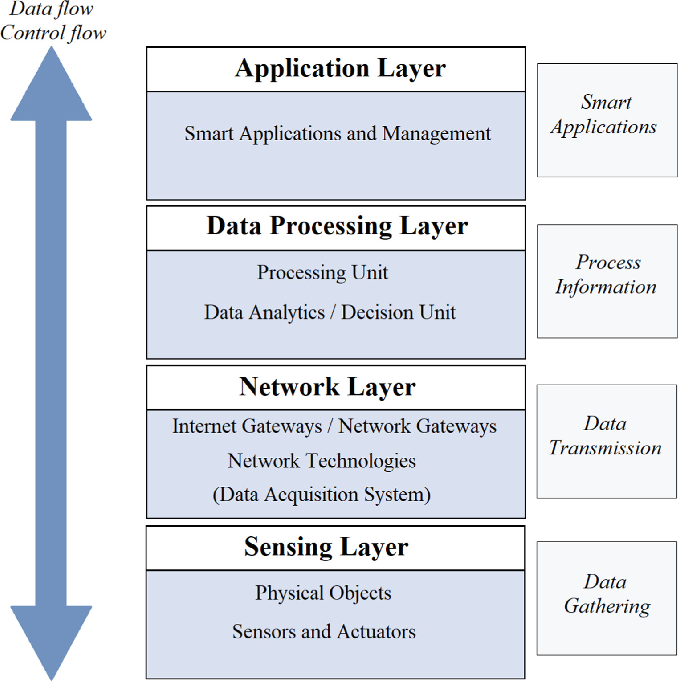 Data flow
Control flow
Application Layer
Smart Applications and Management
Smart
Applications
Data Processing Layer
Processing Unit
Data Analytics / Decision Unit
Process
Information
Network Layer
Internet Gateways / Network Gateways
Network Technologies
(Data Acquisition System)
Data
Transmission
Sensing Layer
Physical Objects
Sensors and Actuators
Data
Gathering